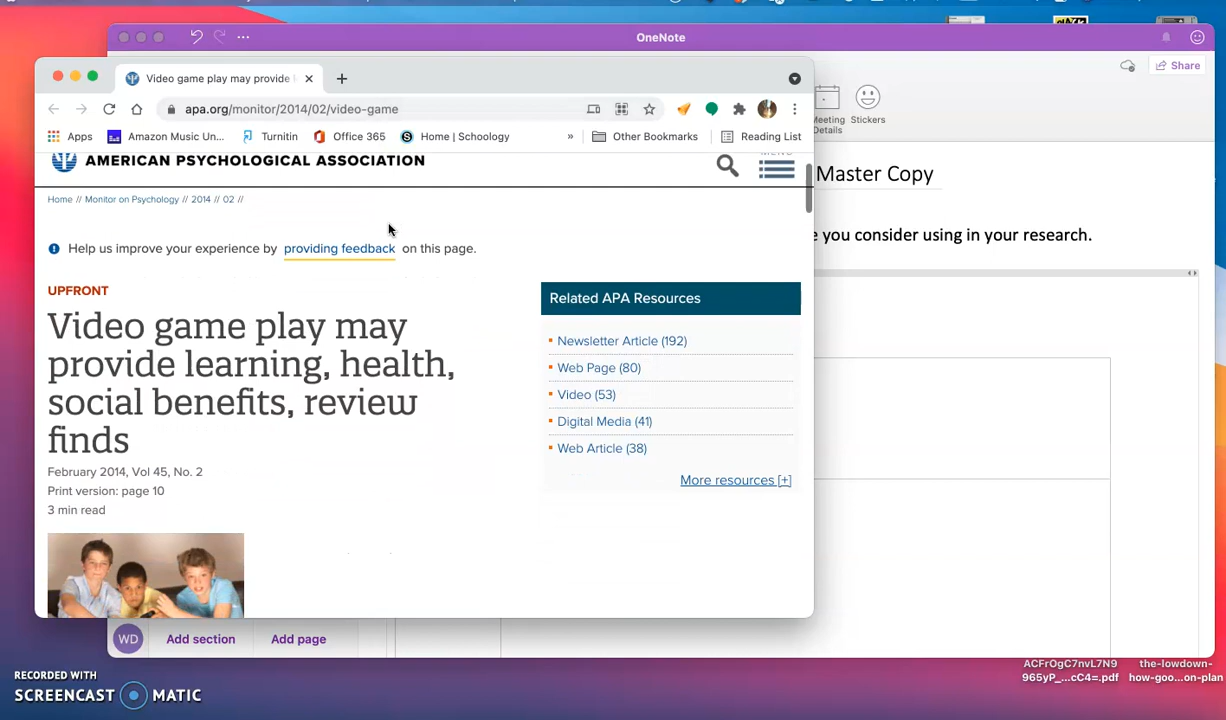 OneNote
Share
Video game play may provide
apa.org/monitor/2014/02/video-game
Apps
Amazon Music Un...
Turnitin
Office 365
Home | Schoology
»
Other Bookmarks
Reading List
Meeting
Details
Stickers
AMERICAN PSYCHOLOGICAL ASSOCIATION
Master Copy
Home // Monitor on Psychology // 2014 // 02 //
Help us improve your experience by providing feedback on this page.
e you consider using in your research.
UPFRONT
Video game play may
provide learning, health,
social benefits, review
finds
February 2014, Vol 45, No. 2
Print version: page 10
3 min read
Related APA Resources
Newsletter Article (192)
Web Page (80)
Video (53)
Digital Media (41)
Web Article (38)
More resources [+]
WD
Add section
Add page
RECORDED WITH
SCREENCAST MATIC
ACFrOgC7nvL7N9
965yP_...cC4=.pdf
the-lowdown-
how-goo...on-plan